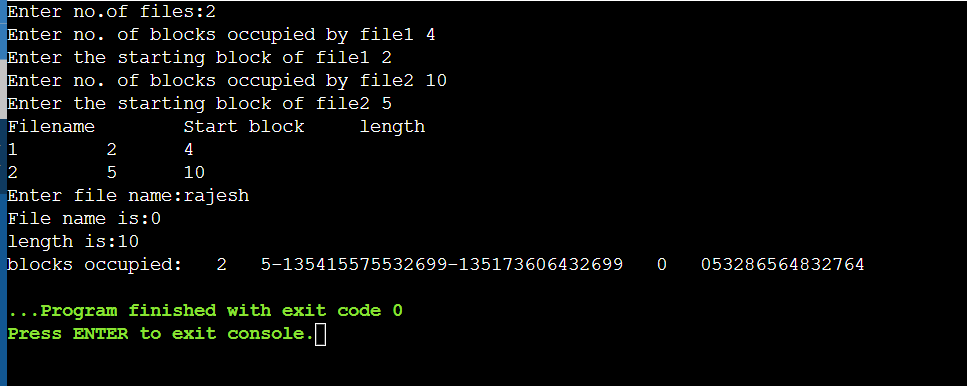 Enter no.of files:2
Enter no. of blocks occupied by file1 4
Enter the starting block of file1 2
Enter no. of blocks occupied by file2 10
Enter the starting block of file2 5
Filename        Start block     length
1        2      4
2        5      10
Enter file name:rajesh
File name is:0
length is:10
blocks occupied:   2   5-135415575532699-135173606432699   0   053286564832764
...Program finished with exit code 0
Press ENTER to exit console.